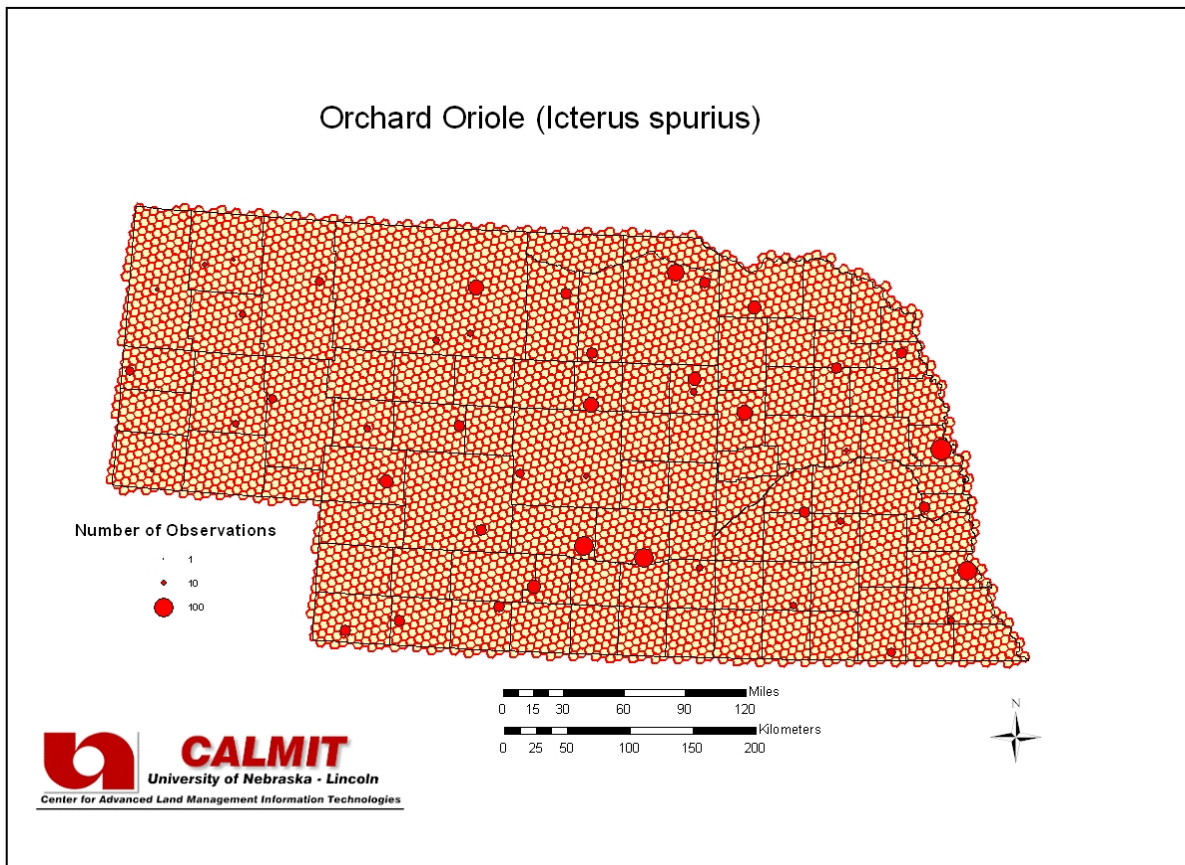 Orchard Oriole (Icterus spurius)
Number of Observations
1
10
100
Miles
0 15 30 60 90 120
Kilometers
0 25 50 100 150 200
N
CALMIT
University of Nebraska - Lincoln
Center for Advanced Land Management Information Technologies